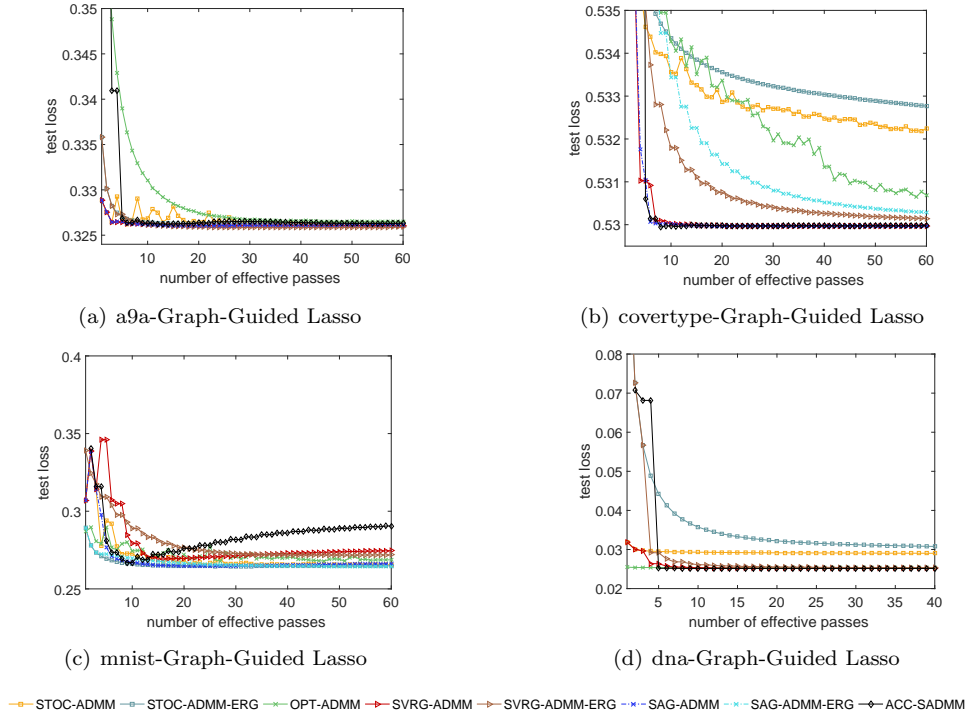 0.35
0.345
0.34
0.335
0.33
0.325
test loss
10 20 30 40 50 60
number of effective passes
(a) a9a-Graph-Guided Lasso
0.535
0.534
0.533
0.532
0.531
0.53
test loss
10 20 30 40 50 60
number of effective passes
(b) covertype-Graph-Guided Lasso
0.4
0.35
0.3
0.25
test loss
10 20 30 40 50 60
number of effective passes
(c) mnist-Graph-Guided Lasso
0.08
0.07
0.06
0.05
0.04
0.03
0.02
test loss
5 10 15 20 25 30 35 40
number of effective passes
(d) dna-Graph-Guided Lasso
STOC-ADMM STOC-ADMM-ERG OPT-ADMM SVRG-ADMM SVRG-ADMM-ERG SAG-ADMM SAG-ADMM-ERG ACC-SADMM